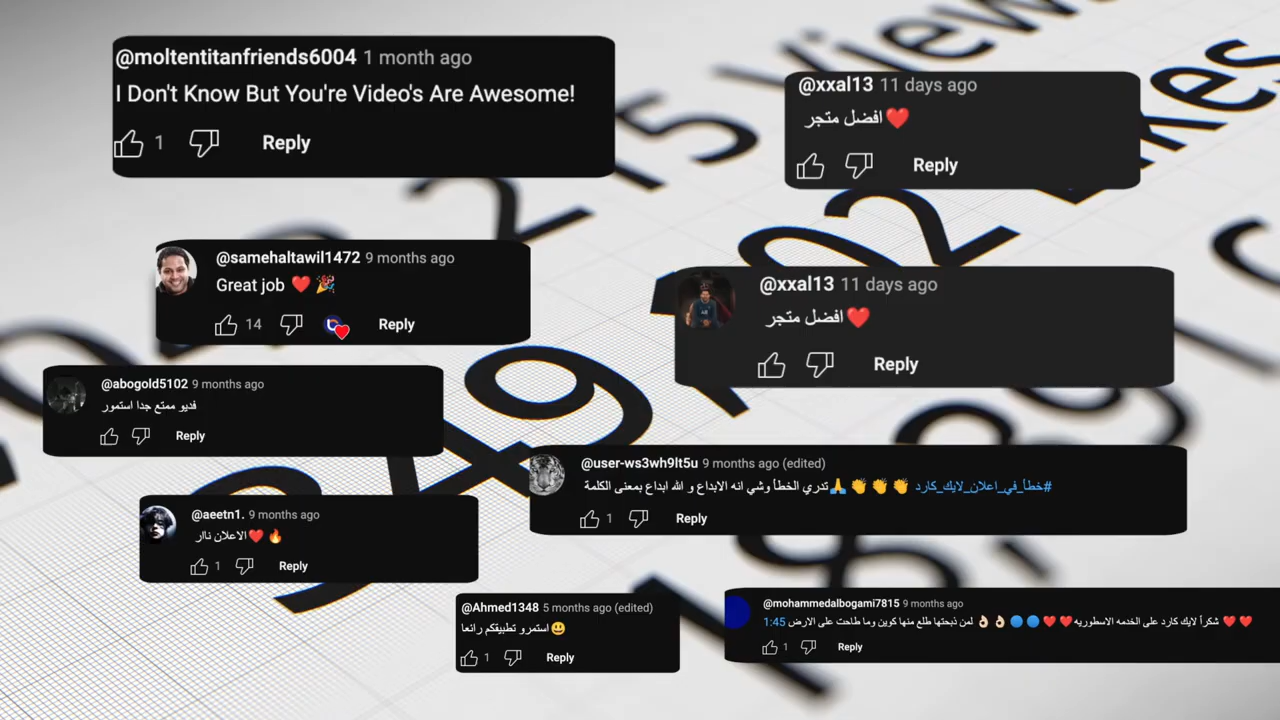 @moltentitanfriends6004 1 month ago
I Don't Know But You're Video's Are Awesome!
1 Reply
@xxal13 11 days ago
افضل متجر❤️
Reply
@samehaltawil1472 9 months ago
Great job ❤️ 🎉
14 Reply
@xxal13 11 days ago
افضل متجر❤️
Reply
@abogold5102 9 months ago
فديو ممتع جدا استمور
Reply
@user-ws3wh9lt5u 9 months ago (edited)
#خطأ_في_اعلان_لايك_كارد 👏 👏 👏 🙏تدري الخطأ وشي انه الابداع و الله ابداع بمعنى الكلمة
1 Reply
@aeetn1. 9 months ago
الاعلان ناار❤️ 🔥
1 Reply
@Ahmed1348 5 months ago (edited)
استمرو تطبيقكم رائعا😃
1 Reply
@mohammedalbogami7815 9 months ago
❤️ ❤️ شكراً لايك كارد على الخدمه الاسطوريه❤️❤️ 🔵🔵 👌🏻👌🏻 لمن ذبحتها طلع منها كوين وما طاحت على الارض 1:45
1 Reply
15 Views